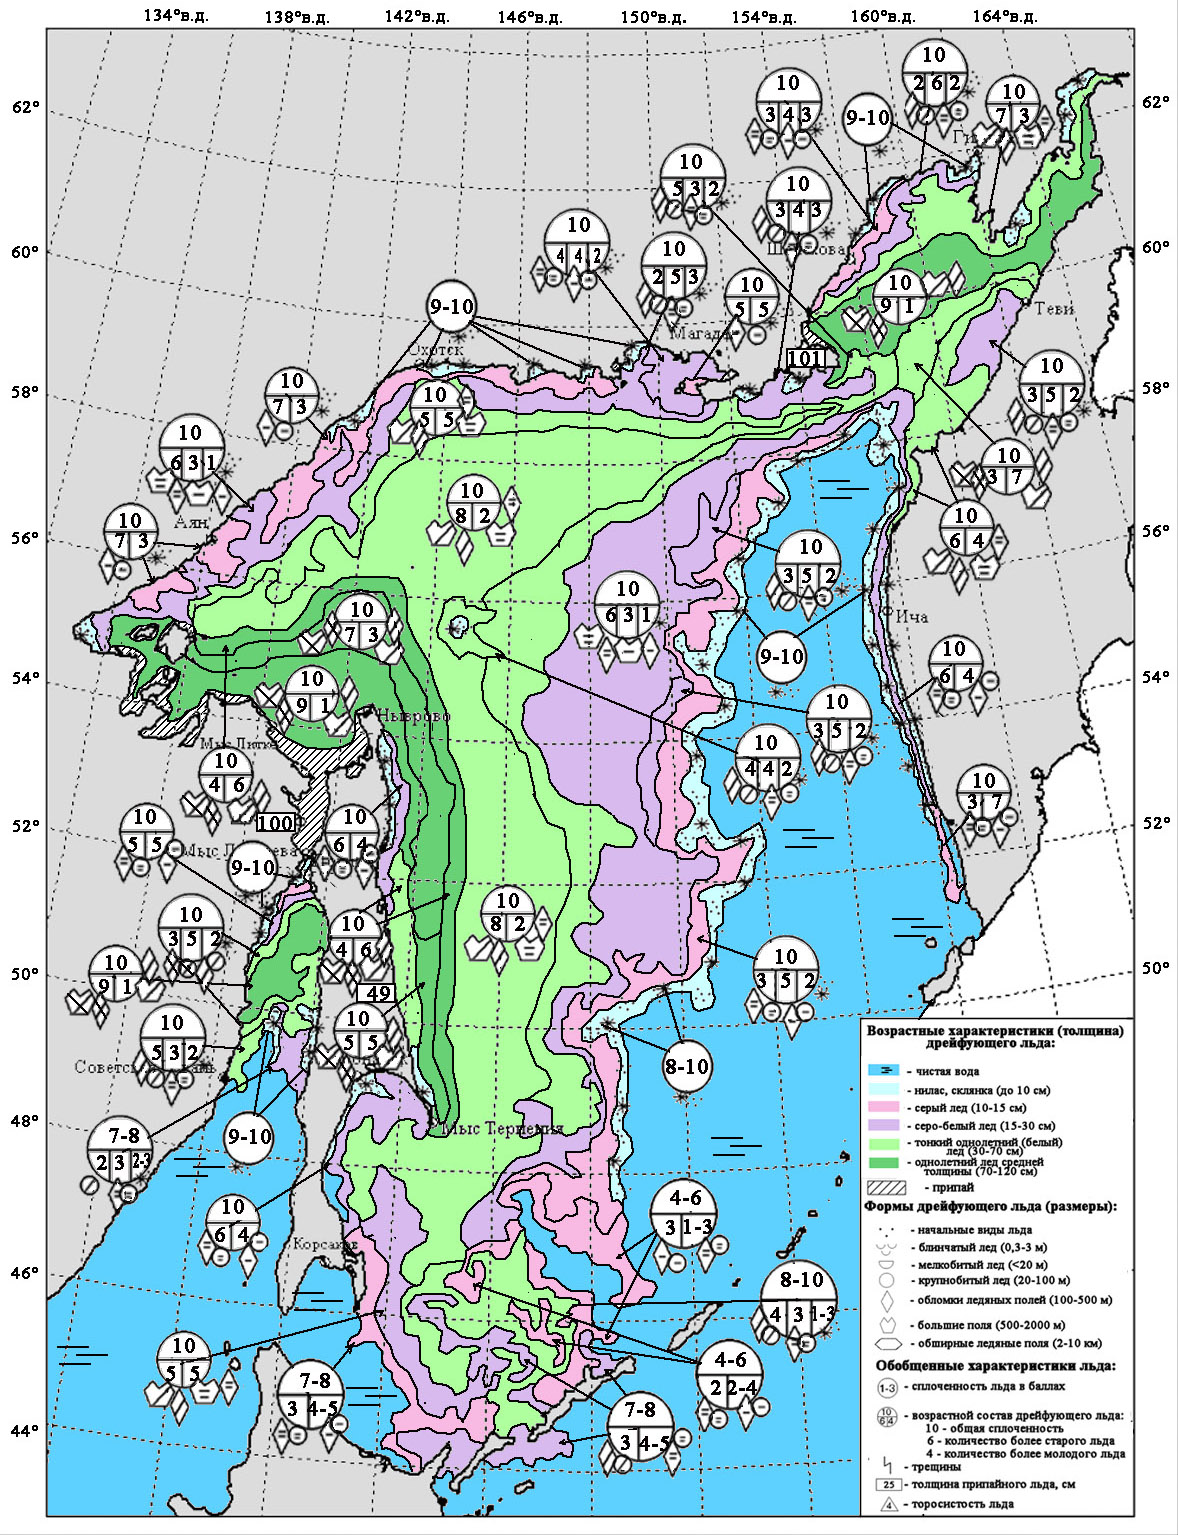 134°в.д. 138°в.д. 142°в.д. 146°в.д. 150°в.д. 154°в.д. 160°в.д. 164°в.д.
62° 62°
60° 60°
58° 58°
56° 56°
54° 54°
52° 52°
50° 50°
48°
46°
44°
10
2 6 2
10
3 4 3
9-10
10
7 3
Ги
10
5 3 2
10
3 4 3
10
4 4 2
10
2 5 3
10
5 5
10
9 1
9-10
Охотск
Магада
101
Теви
10
7 3
10
5 5
10
3 5 2
10
6 3 1
10
3 7
Аян
10
7 3
10
8 2
10
6 4
10
3 5 2
10
7 3
10
6 3 1
Ича
9-10
10
6 4
10
9 1
Ныврово
10
3 5 2
Мыс Литке
10
4 6
10
4 4 2
10
3 7
100
10
5 5
10
6 4
9-10
10
3 5 2
10
4 6
10
8 2
10
9 1
49
10
3 5 2
10
5 3 2
10
5 5
8-10
Мыс Терпения
7-8
2 3 2-3
9-10
10
6 4
4-6
3 1-3
Корсаков
8-10
4 3 1-3
10
5 5
7-8
3 4-5
4-6
2 2-4
7-8
3 4-5
Возрастные характеристики (толщина)
дрейфующего льда:
- чистая вода
- нилас, склянка (до 10 см)
- серый лед (10-15 см)
- серо-белый лед (15-30 см)
- тонкий однолетний (белый)
лед (30-70 см)
- однолетний лед средней
толщины (70-120 см)
- припай
Формы дрейфующего льда (размеры):
- начальные виды льда
- блинчатый лед (0,3-3 м)
- мелкобитый лед (<20 м)
- крупнобитый лед (20-100 м)
- обломки ледяных полей (100-500 м)
- большие поля (500-2000 м)
- обширные ледяные поля (2-10 км)
Обобщенные характеристики льда:
1-3 - сплоченность льда в баллах
10
6 4
- возрастной состав дрейфующего льда:
10 - общая сплоченность
6 - количество более старого льда
4 - количество более молодого льда
- трещины
25 - толщина припайного льда, см
4 - торосистость льда